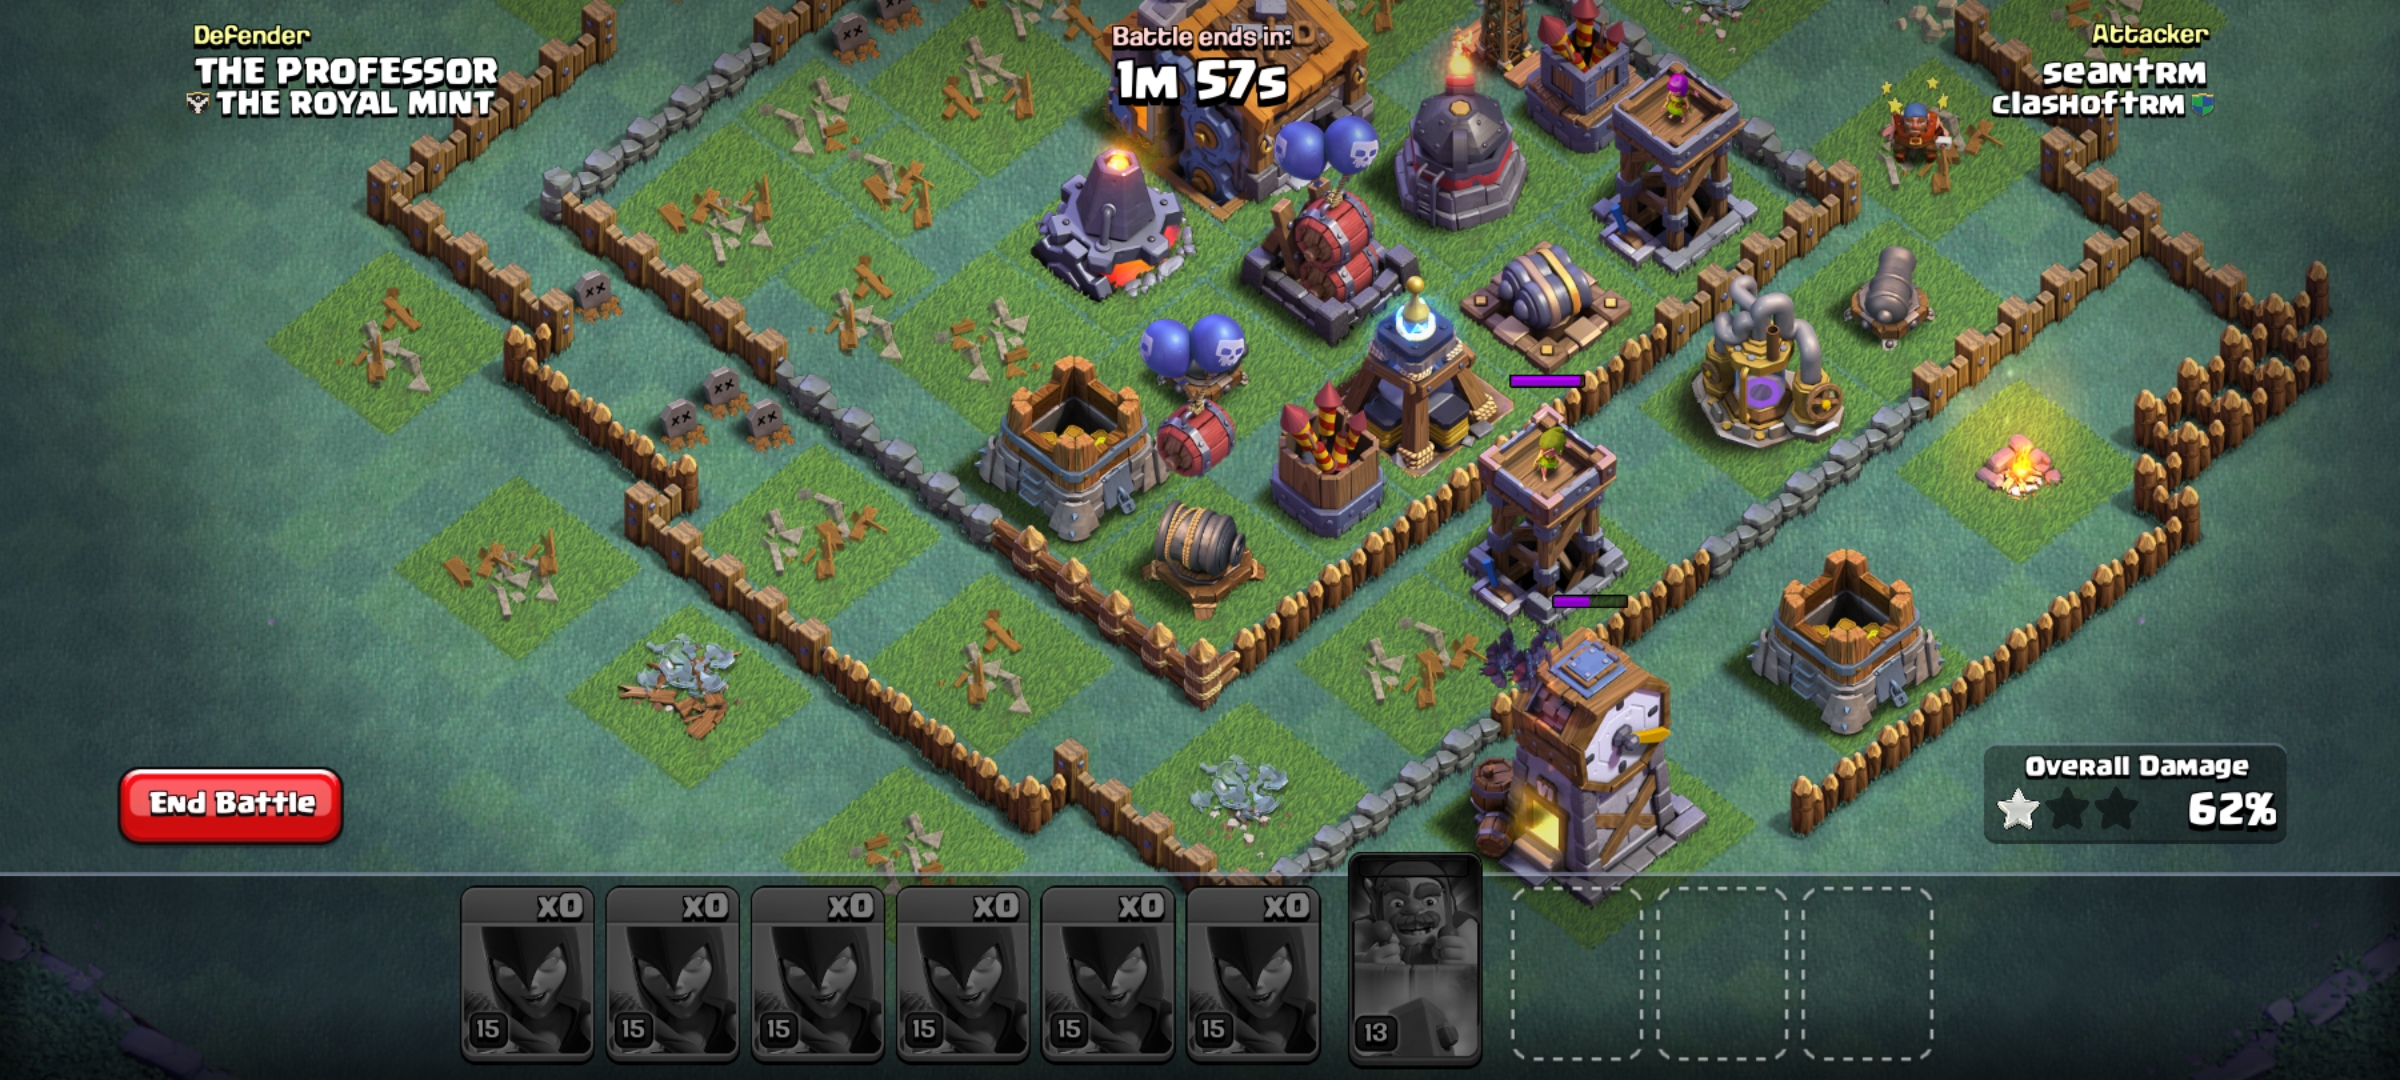 Defender
THE PROFESSOR
THE ROYAL MINT
Battle ends in:
1M 57s
Attacker
seantRM
clashoftRM
End Battle
Overall Damage
62%
x0
x0
x0
x0
x0
x0
15
15
15
15
15
15
13